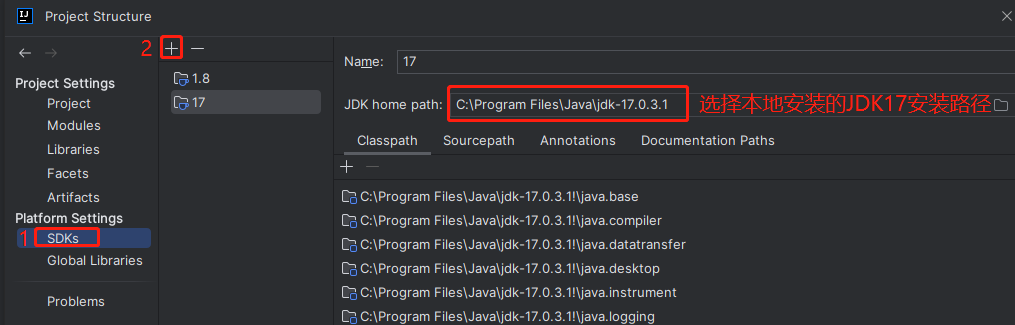 Project Structure
2
Project Settings
Project
Modules
Libraries
Facets
Artifacts
Platform Settings
1 SDKs
Global Libraries
Problems
1.8
17
Name: 17
JDK home path: C:\Program Files\Java\jdk-17.0.3.1 选择本地安装的JDK17安装路径
Classpath Sourcepath Annotations Documentation Paths
C:\Program Files\Java\jdk-17.0.3.1!\java.base
C:\Program Files\Java\jdk-17.0.3.1!\java.compiler
C:\Program Files\Java\jdk-17.0.3.1!\java.datatransfer
C:\Program Files\Java\jdk-17.0.3.1!\java.desktop
C:\Program Files\Java\jdk-17.0.3.1!\java.instrument
C:\Program Files\Java\jdk-17.0.3.1!\java.logging